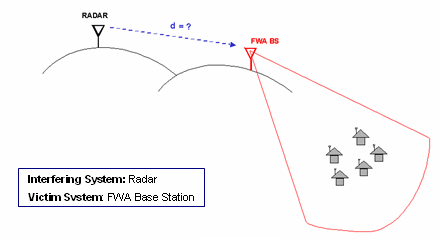 RADAR
d = ?
FWA BS
Interfering System: Radar
Victim System: FWA Base Station